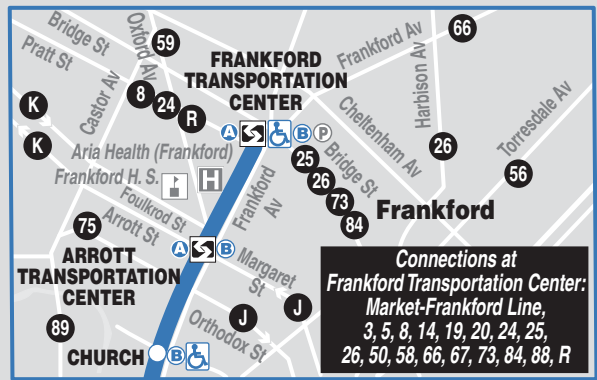 Bridge St
Pratt St
Oxford Av
59
Castor Av
8
24
R
K
K
FRANKFORD
TRANSPORTATION
CENTER
A
B
P
Frankford Av
66
Harbison Av
Cheltenham Av
Torresdale Av
26
56
Aria Health (Frankford)
Frankford H. S.
H
Foulkrod St
Arrott St
75
Frankford
Av
25
26
73
84
Bridge St
Frankford
A
B
ARROTT
TRANSPORTATION
CENTER
Margaret
St
J
J
Orthodox St
89
CHURCH
B
Connections at
Frankford Transportation Center:
Market-Frankford Line,
3, 5, 8, 14, 19, 20, 24, 25,
26, 50, 58, 66, 67, 73, 84, 88, R